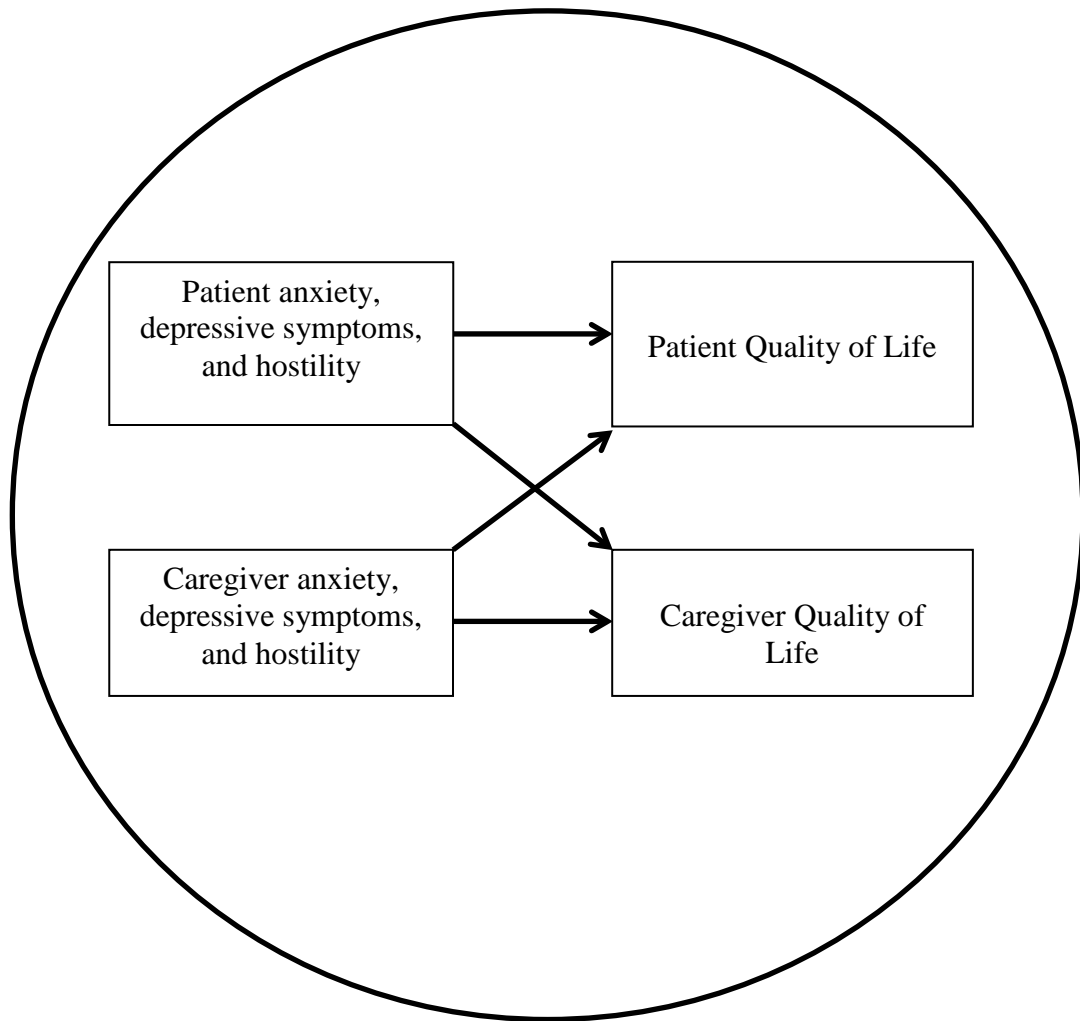 Patient anxiety,
depressive symptoms,
and hostility
Patient Quality of Life
Caregiver anxiety,
depressive symptoms,
and hostility
Caregiver Quality of
Life